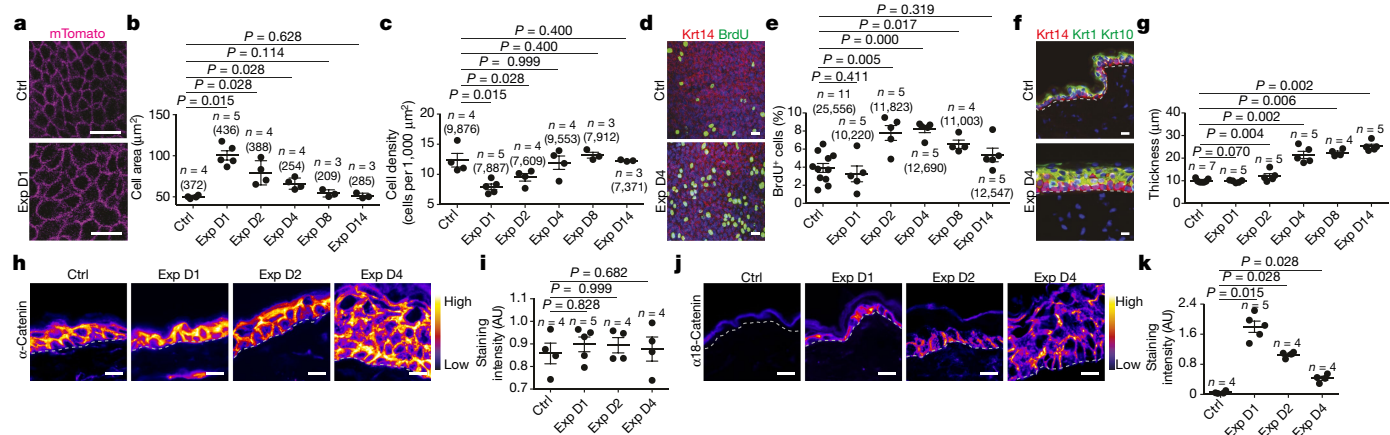 a
mTomato
Ctrl
Exp D1
b
P = 0.628
P = 0.114
P = 0.028
P = 0.028
P = 0.015
n = 5
(436)
n = 4
(388)
n = 4
(254)
n = 3
(209)
n = 3
(285)
n = 4
(372)
Cell area (μm²)
150
100
50
Ctrl
Exp D1
Exp D2
Exp D4
Exp D8
Exp D14
c
P = 0.400
P = 0.400
P = 0.999
P = 0.028
P = 0.015
n = 4
(9,876)
n = 5
(7,887)
n = 4
(7,609)
n = 4
(9,553)
n = 3
(7,912)
n = 3
(7,371)
Cell density
(cells per 1,000 μm²)
20
15
10
5
Ctrl
Exp D1
Exp D2
Exp D4
Exp D8
Exp D14
d
Krt14 BrdU
Ctrl
Exp D4
e
P = 0.319
P = 0.017
P = 0.000
P = 0.005
P = 0.411
n = 11
(25,556)
n = 5
(10,220)
n = 5
(11,823)
n = 5
(12,690)
n = 4
(11,003)
n = 5
(12,547)
BrdU⁺ cells (%)
10
8
6
4
2
0
Ctrl
Exp D1
Exp D2
Exp D4
Exp D8
Exp D14
f
Krt14 Krt1 Krt10
Ctrl
Exp D4
g
P = 0.002
P = 0.006
P = 0.002
P = 0.004
P = 0.070
n = 7
n = 5
n = 5
n = 5
n = 4
n = 5
Thickness (μm)
40
30
20
10
0
Ctrl
Exp D1
Exp D2
Exp D4
Exp D8
Exp D14
h
Ctrl
Exp D1
Exp D2
Exp D4
α-Catenin
High
Low
i
P = 0.682
P = 0.999
P = 0.828
n = 4
n = 5
n = 4
n = 4
Staining
intensity (AU)
1.1
1.0
0.9
0.8
0.7
Ctrl
Exp D1
Exp D2
Exp D4
j
Ctrl
Exp D1
Exp D2
Exp D4
α18-Catenin
High
Low
k
P = 0.028
P = 0.028
P = 0.015
n = 5
n = 4
n = 4
n = 4
Staining
intensity (AU)
2.4
1.6
0.8
0
Ctrl
Exp D1
Exp D2
Exp D4